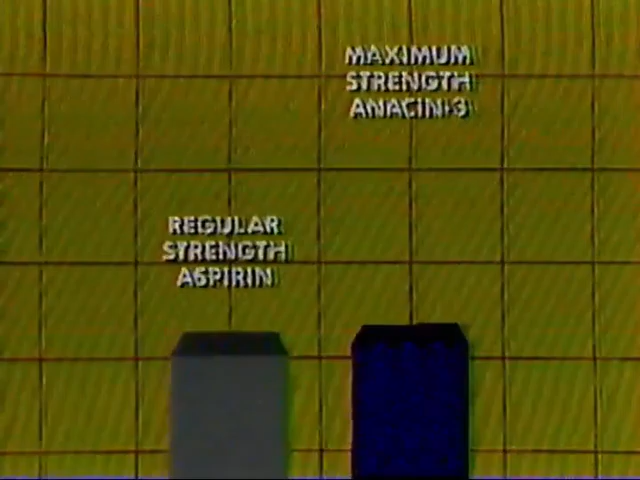 MAXIMUM
STRENGTH
ANACIN-3
REGULAR
STRENGTH
ASPIRIN